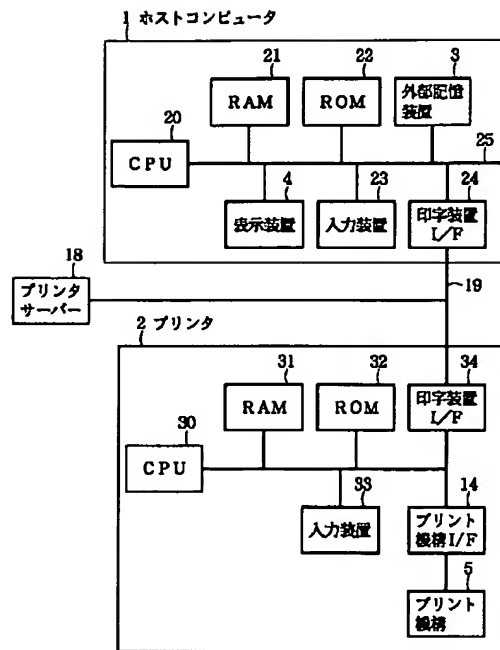 1 ホストコンピュータ
21
22
3
RAM
ROM
外部記憶
装置
20
25
CPU
4
23
24
表示装置
入力装置
印字装置
I/F
18
プリンタ
サーバー
19
2 プリンタ
31
32
34
RAM
ROM
印字装置
I/F
30
CPU
33
14
入力装置
プリント
機構I/F
5
プリント
機構